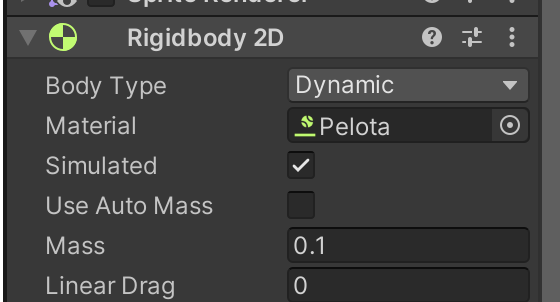 Rigidbody 2D
Body Type Dynamic
Material Pelota
Simulated
Use Auto Mass
Mass 0.1
Linear Drag 0